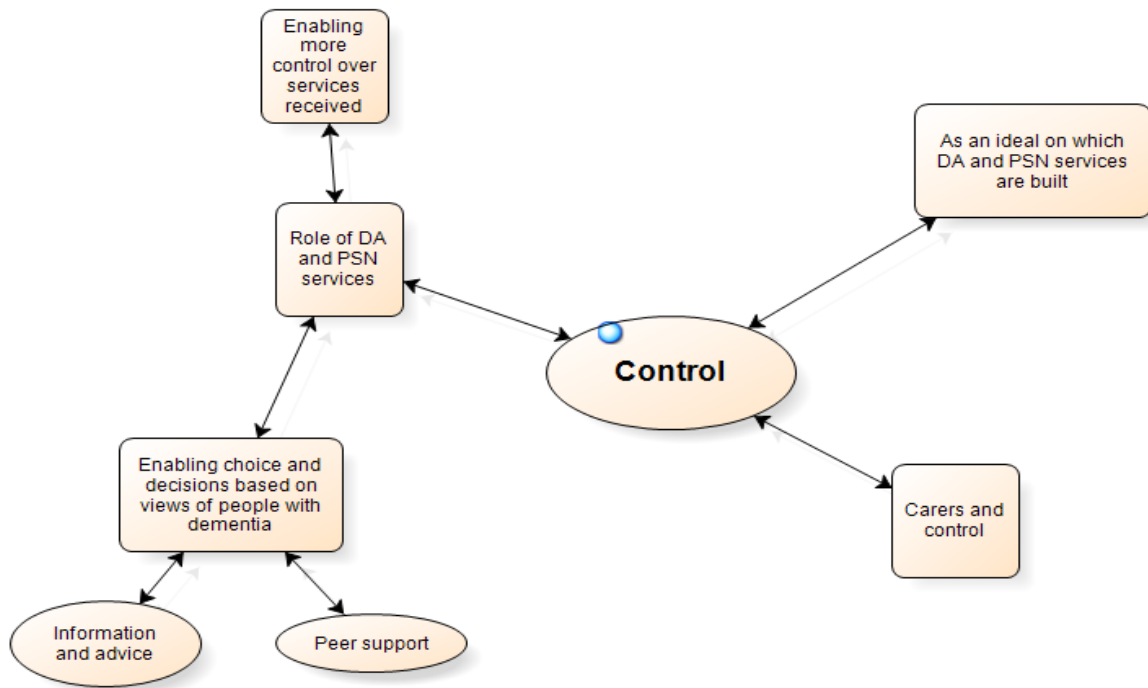 Enabling
more
control over
services
received
As an ideal on which
DA and PSN services
are built
Role of DA
and PSN
services
Control
Enabling choice and
decisions based on
views of people with
dementia
Carers and
control
Information
and advice
Peer support